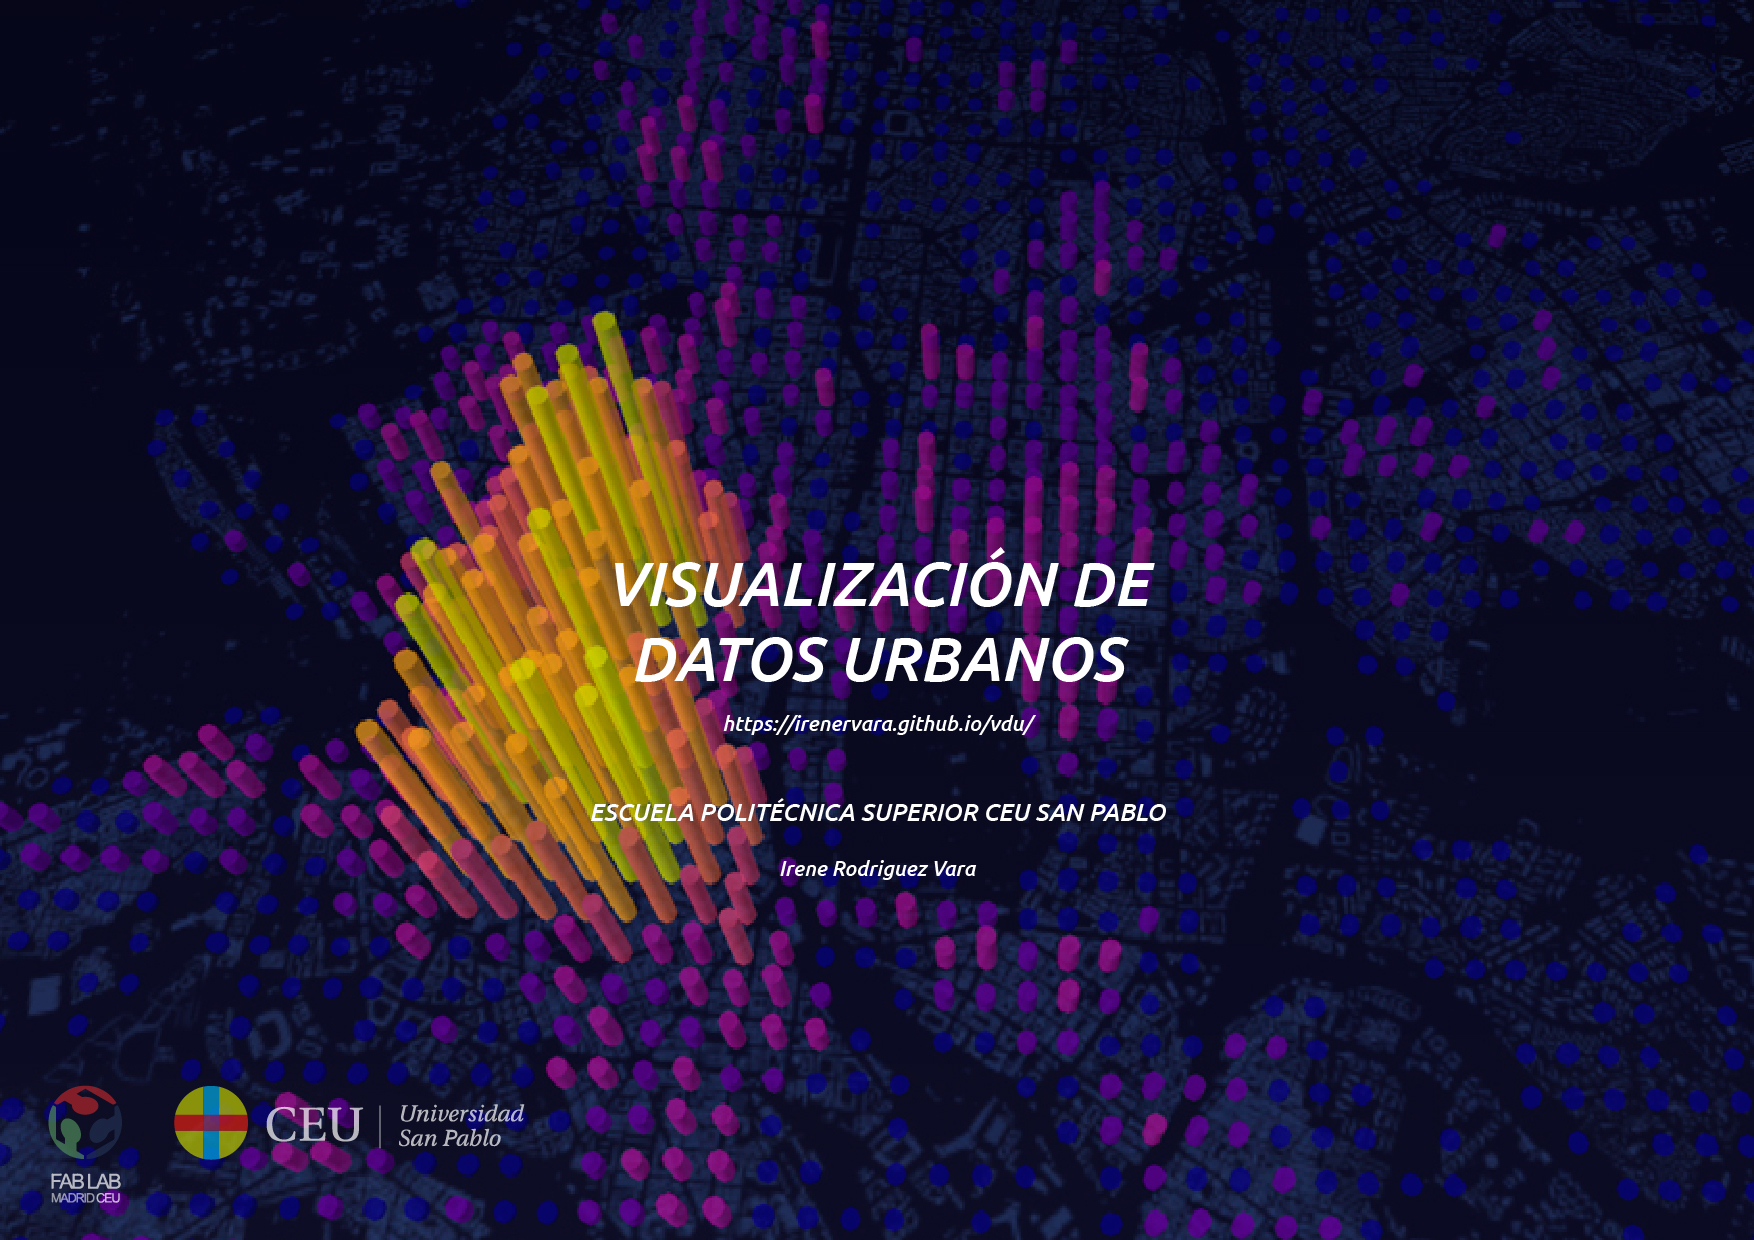 VISUALIZACIÓN DE
DATOS URBANOS
https://irenervara.github.io/vdu/
ESCUELA POLITÉCNICA SUPERIOR CEU SAN PABLO
Irene Rodriguez Vara
FAB LAB
MADRID CEU
CEU
Universidad
San Pablo